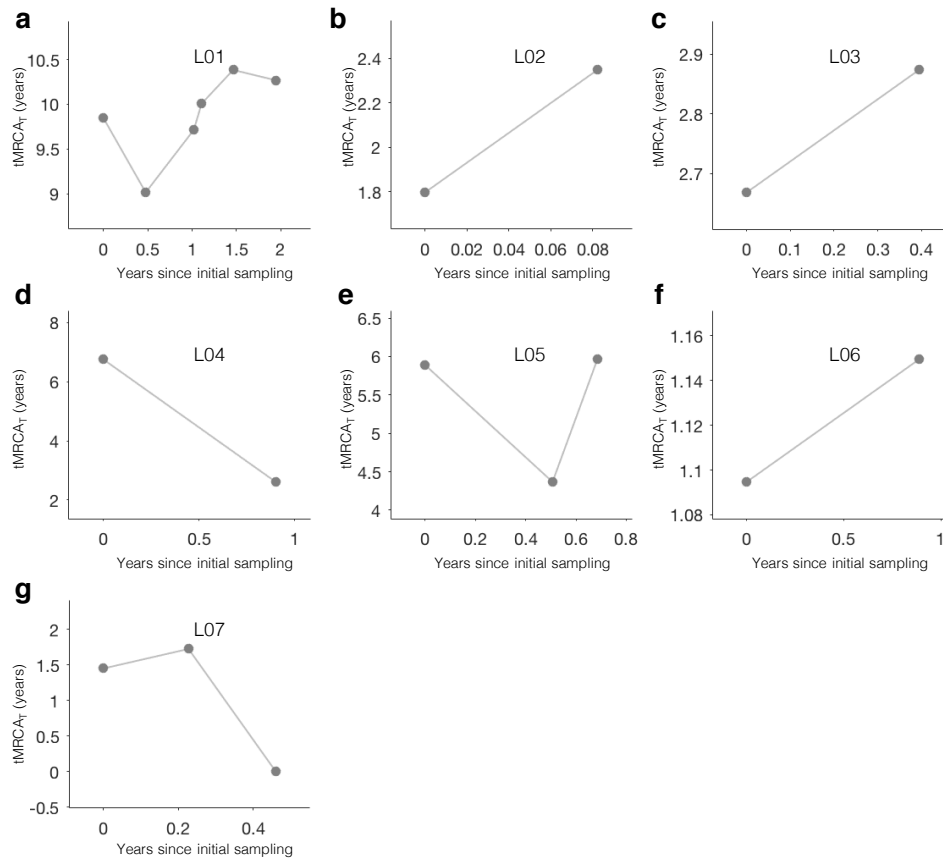 a
L01
tMRCA_T (years)
10.5
10
9.5
9
0 0.5 1 1.5 2
Years since initial sampling
b
L02
tMRCA_T (years)
2.4
2.2
2
1.8
0 0.02 0.04 0.06 0.08
Years since initial sampling
c
L03
tMRCA_T (years)
2.9
2.8
2.7
0 0.1 0.2 0.3 0.4
Years since initial sampling
d
L04
tMRCA_T (years)
8
6
4
2
0 0.5 1
Years since initial sampling
e
L05
tMRCA_T (years)
6.5
6
5.5
5
4.5
4
0 0.2 0.4 0.6 0.8
Years since initial sampling
f
L06
tMRCA_T (years)
1.16
1.14
1.12
1.1
1.08
0 0.5 1
Years since initial sampling
g
L07
tMRCA_T (years)
2
1.5
1
0.5
0
-0.5
0 0.2 0.4
Years since initial sampling